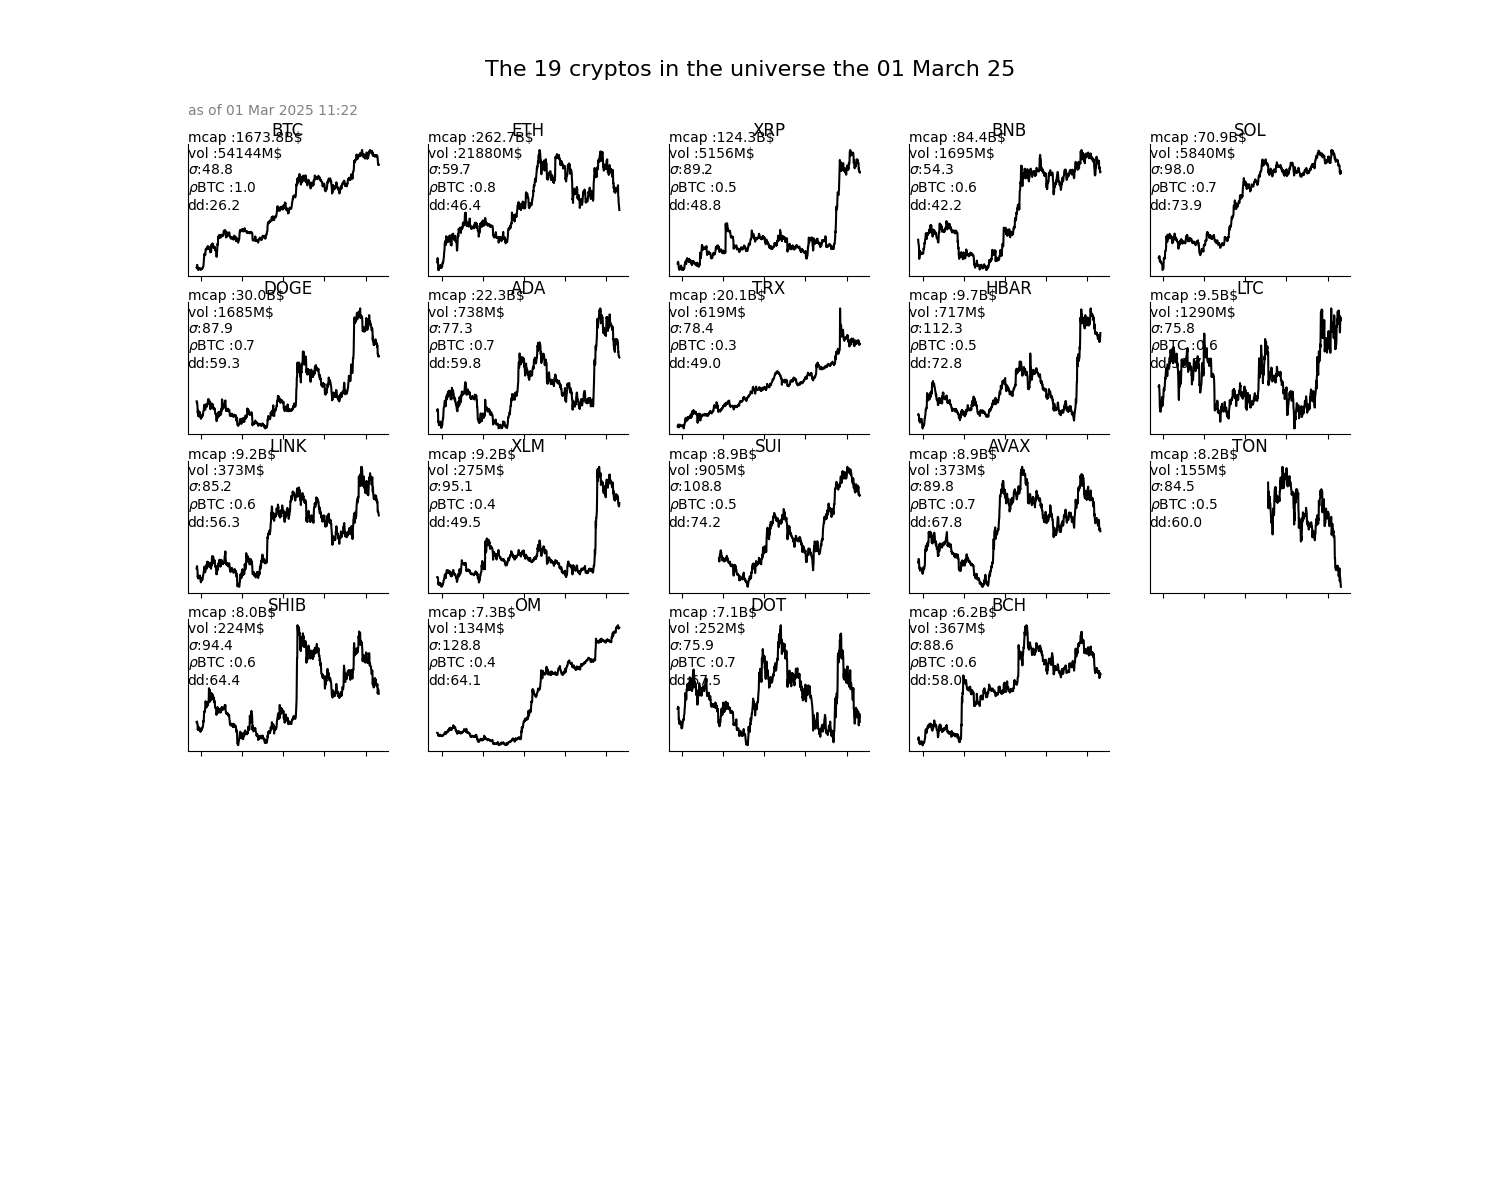 The 19 cryptos in the universe the 01 March 25
as of 01 Mar 2025 11:22
BTC
mcap :1673.8B$
vol :54144M$
σ:48.8
ρBTC :1.0
dd:26.2
ETH
mcap :262.7B$
vol :21880M$
σ:59.7
ρBTC :0.8
dd:46.4
XRP
mcap :124.3B$
vol :5156M$
σ:89.2
ρBTC :0.5
dd:48.8
BNB
mcap :84.4B$
vol :1695M$
σ:54.3
ρBTC :0.6
dd:42.2
SOL
mcap :70.9B$
vol :5840M$
σ:98.0
ρBTC :0.7
dd:73.9
DOGE
mcap :30.0B$
vol :1685M$
σ:87.9
ρBTC :0.7
dd:59.3
ADA
mcap :22.3B$
vol :738M$
σ:77.3
ρBTC :0.7
dd:59.8
TRX
mcap :20.1B$
vol :619M$
σ:78.4
ρBTC :0.3
dd:49.0
HBAR
mcap :9.7B$
vol :717M$
σ:112.3
ρBTC :0.5
dd:72.8
LTC
mcap :9.5B$
vol :1290M$
σ:75.8
ρBTC :0.6
LINK
mcap :9.2B$
vol :373M$
σ:85.2
ρBTC :0.6
dd:56.3
XLM
mcap :9.2B$
vol :275M$
σ:95.1
ρBTC :0.4
dd:49.5
SUI
mcap :8.9B$
vol :905M$
σ:108.8
ρBTC :0.5
dd:74.2
AVAX
mcap :8.9B$
vol :373M$
σ:89.8
ρBTC :0.7
dd:67.8
TON
mcap :8.2B$
vol :155M$
σ:84.5
ρBTC :0.5
dd:60.0
SHIB
mcap :8.0B$
vol :224M$
σ:94.4
ρBTC :0.6
dd:64.4
OM
mcap :7.3B$
vol :134M$
σ:128.8
ρBTC :0.4
dd:64.1
DOT
mcap :7.1B$
vol :252M$
σ:75.9
ρBTC :0.7
BCH
mcap :6.2B$
vol :367M$
σ:88.6
ρBTC :0.6
dd:58.0